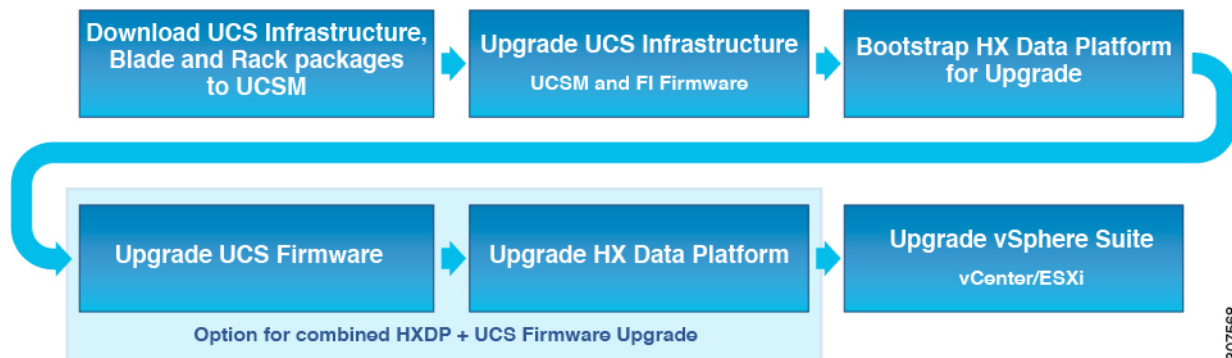 Download UCS Infrastructure,
Blade and Rack packages
to UCSM
Upgrade UCS Infrastructure
UCSM and FI Firmware
Bootstrap HX Data Platform
for Upgrade
Upgrade UCS Firmware
Upgrade HX Data Platform
Option for combined HXDP + UCS Firmware Upgrade
Upgrade vSphere Suite
vCenter/ESXi